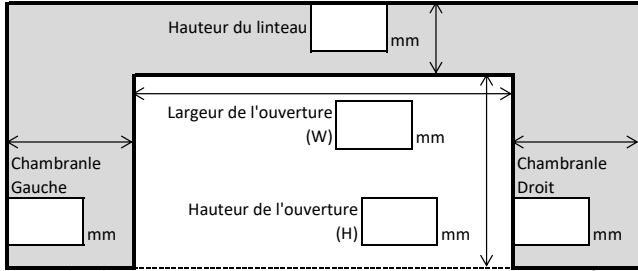 Hauteur du linteau
mm
Largeur de l'ouverture
(W)
mm
Chambranle
Gauche
mm
Hauteur de l'ouverture
(H)
mm
Chambranle
Droit
mm